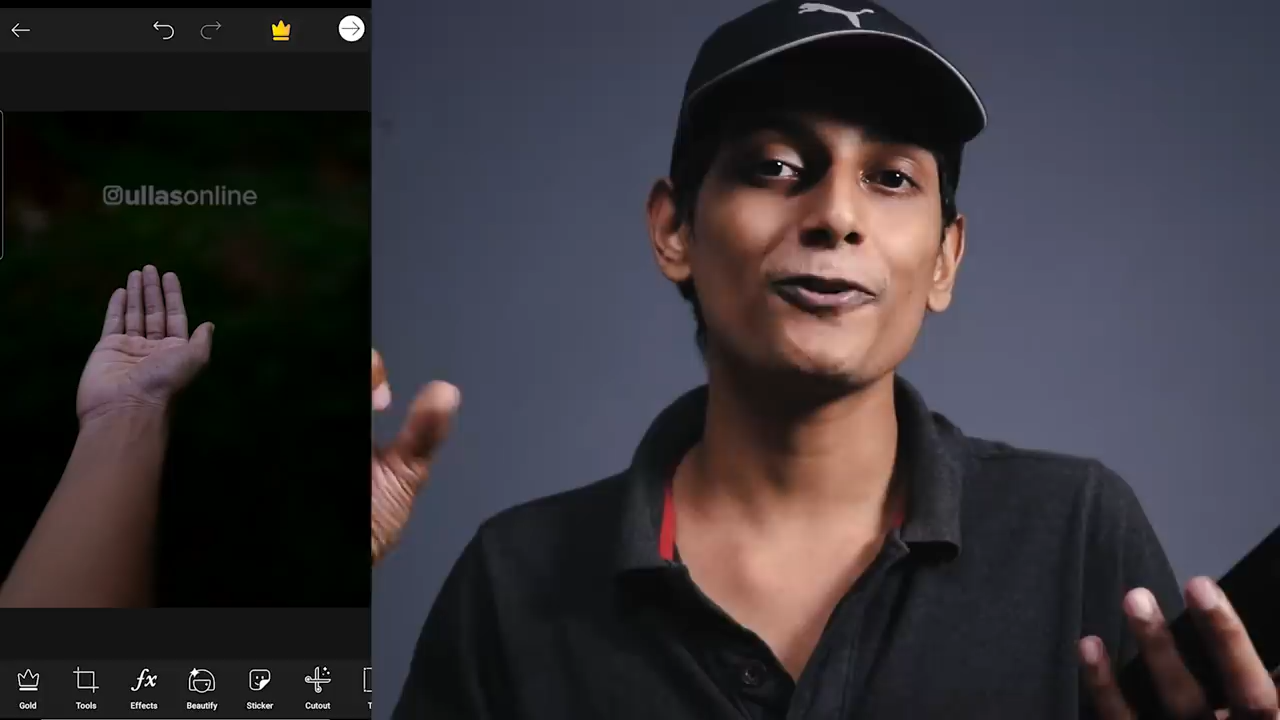 ullasonline
Gold
Tools
Effects
Beautify
Sticker
Cutout